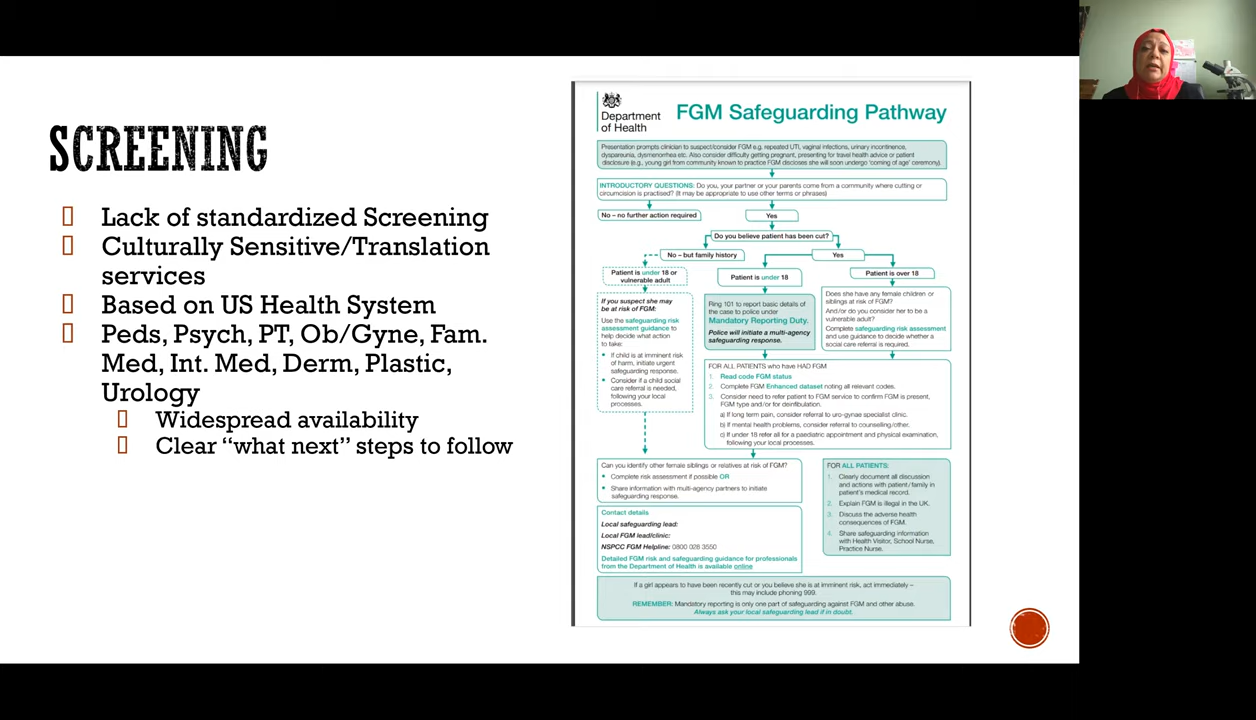 SCREENING
Lack of standardized Screening
Culturally Sensitive/Translation
services
Based on US Health System
Peds, Psych, PT, Ob/Gyne, Fam.
Med, Int. Med, Derm, Plastic,
Urology
Widespread availability
Clear “what next” steps to follow
Department
of Health
FGM Safeguarding Pathway
Presentation prompts clinician to suspect/consider FGM e.g. repeated UTI, vaginal infections, urinary incontinence,
dyspareunia, dysmenorrhea etc. Also consider difficulty getting pregnant, presenting for travel health advice or patient
disclosure (e.g., young girl from community known to practice FGM discloses she will soon undergo ‘coming of age’ ceremony).
INTRODUCTORY QUESTIONS: Do you, your partner or your parents come from a community where cutting or
circumcision is practised? (It may be appropriate to use other terms or phrases)
No – no further action required
Yes
Do you believe patient has been cut?
No – but family history
Yes
Patient is under 18 or
vulnerable adult
Patient is under 18
Patient is over 18
If you suspect she may
be at risk of FGM:
Use the safeguarding risk
assessment guidance to
help decide what action
to take:
• If child is at imminent risk
of harm, initiate urgent
safeguarding response.
• Consider if a child social
care referral is needed,
following your local
processes.
Ring 101 to report basic details of
the case to police under
Mandatory Reporting Duty.
Police will initiate a multi-agency
safeguarding response.
Does she have any female children or
siblings at risk of FGM?
And/or do you consider her to be a
vulnerable adult?
Complete safeguarding risk assessment
and use guidance to decide whether a
social care referral is required.
FOR ALL PATIENTS who have HAD FGM
1. Read code FGM status
2. Complete FGM Enhanced dataset noting all relevant codes.
3. Consider need to refer patient to FGM service to confirm FGM is present,
FGM type and/or for deinfibulation.
a) If long term pain, consider referral to uro-gynae specialist clinic.
b) If mental health problems, consider referral to counselling/other.
c) If under 18 refer all for a paediatric appointment and physical examination,
following your local processes.
Can you identify other female siblings or relatives at risk of FGM?
• Complete risk assessment if possible OR
• Share information with multi-agency partners to initiate
safeguarding response.
Contact details
Local safeguarding lead:
Local FGM lead/clinic:
NSPCC FGM Helpline: 0800 028 3550
Detailed FGM risk and safeguarding guidance for professionals
from the Department of Health is available online
FOR ALL PATIENTS:
1. Clearly document all discussion
and actions with patient/family in
patient’s medical record.
2. Explain FGM is illegal in the UK.
3. Discuss the adverse health
consequences of FGM.
4. Share safeguarding information
with Health Visitor, School Nurse,
Practice Nurse.
If a girl appears to have been recently cut or you believe she is at imminent risk, act immediately –
this may include phoning 999.
REMEMBER: Mandatory reporting is only one part of safeguarding against FGM and other abuse.
Always ask your local safeguarding lead if in doubt.